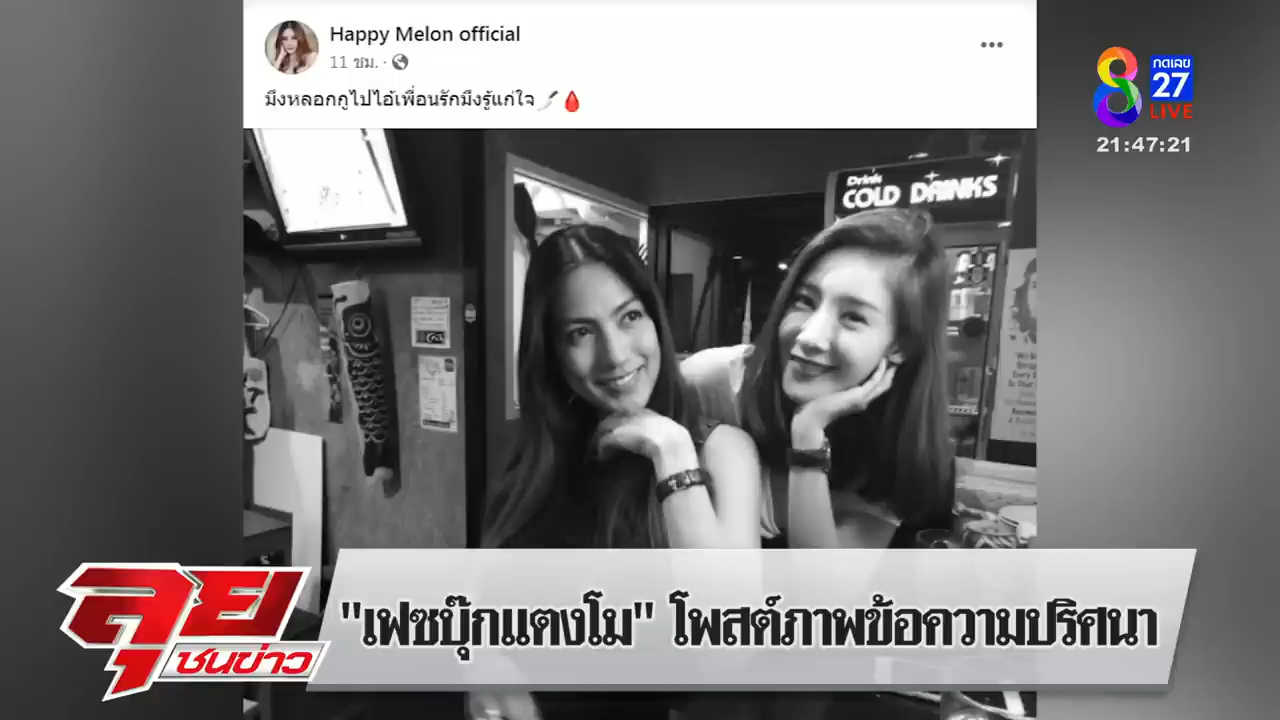 Happy Melon official
11 ชม.
มึงหลอกกูไปไอ้เพื่อนรักมึงรู้แก่ใจ
8
กดเลข
27
LIVE
21:47:21
Drink
COLD DRINKS
ลุย
ชนข่าว
"เฟซบุ๊กแตงโม" โพสต์ภาพข้อความปริศนา